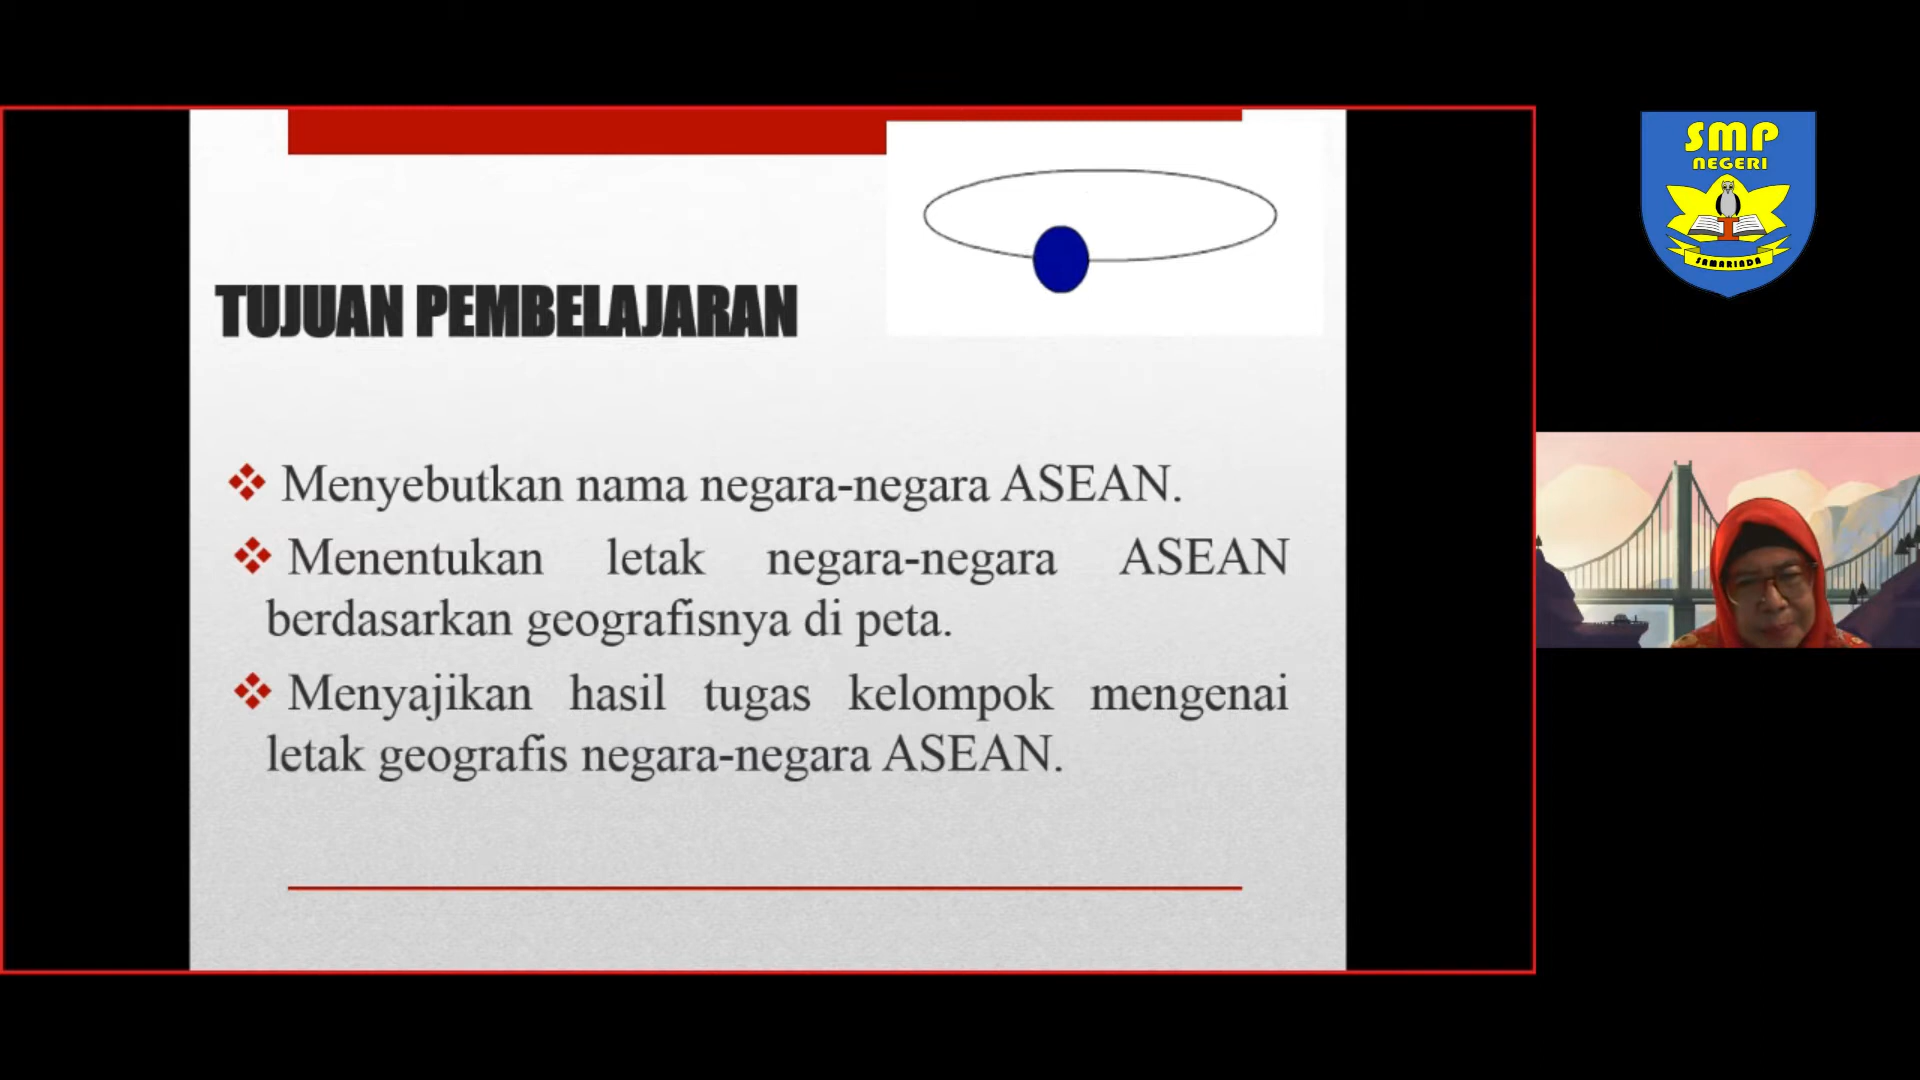 TUJUAN PEMBELAJARAN
Menyebutkan nama negara-negara ASEAN.
Menentukan letak negara-negara ASEAN
berdasarkan geografisnya di peta.
Menyajikan hasil tugas kelompok mengenai
letak geografis negara-negara ASEAN.
SMP
NEGERI
I
SAMARINDA